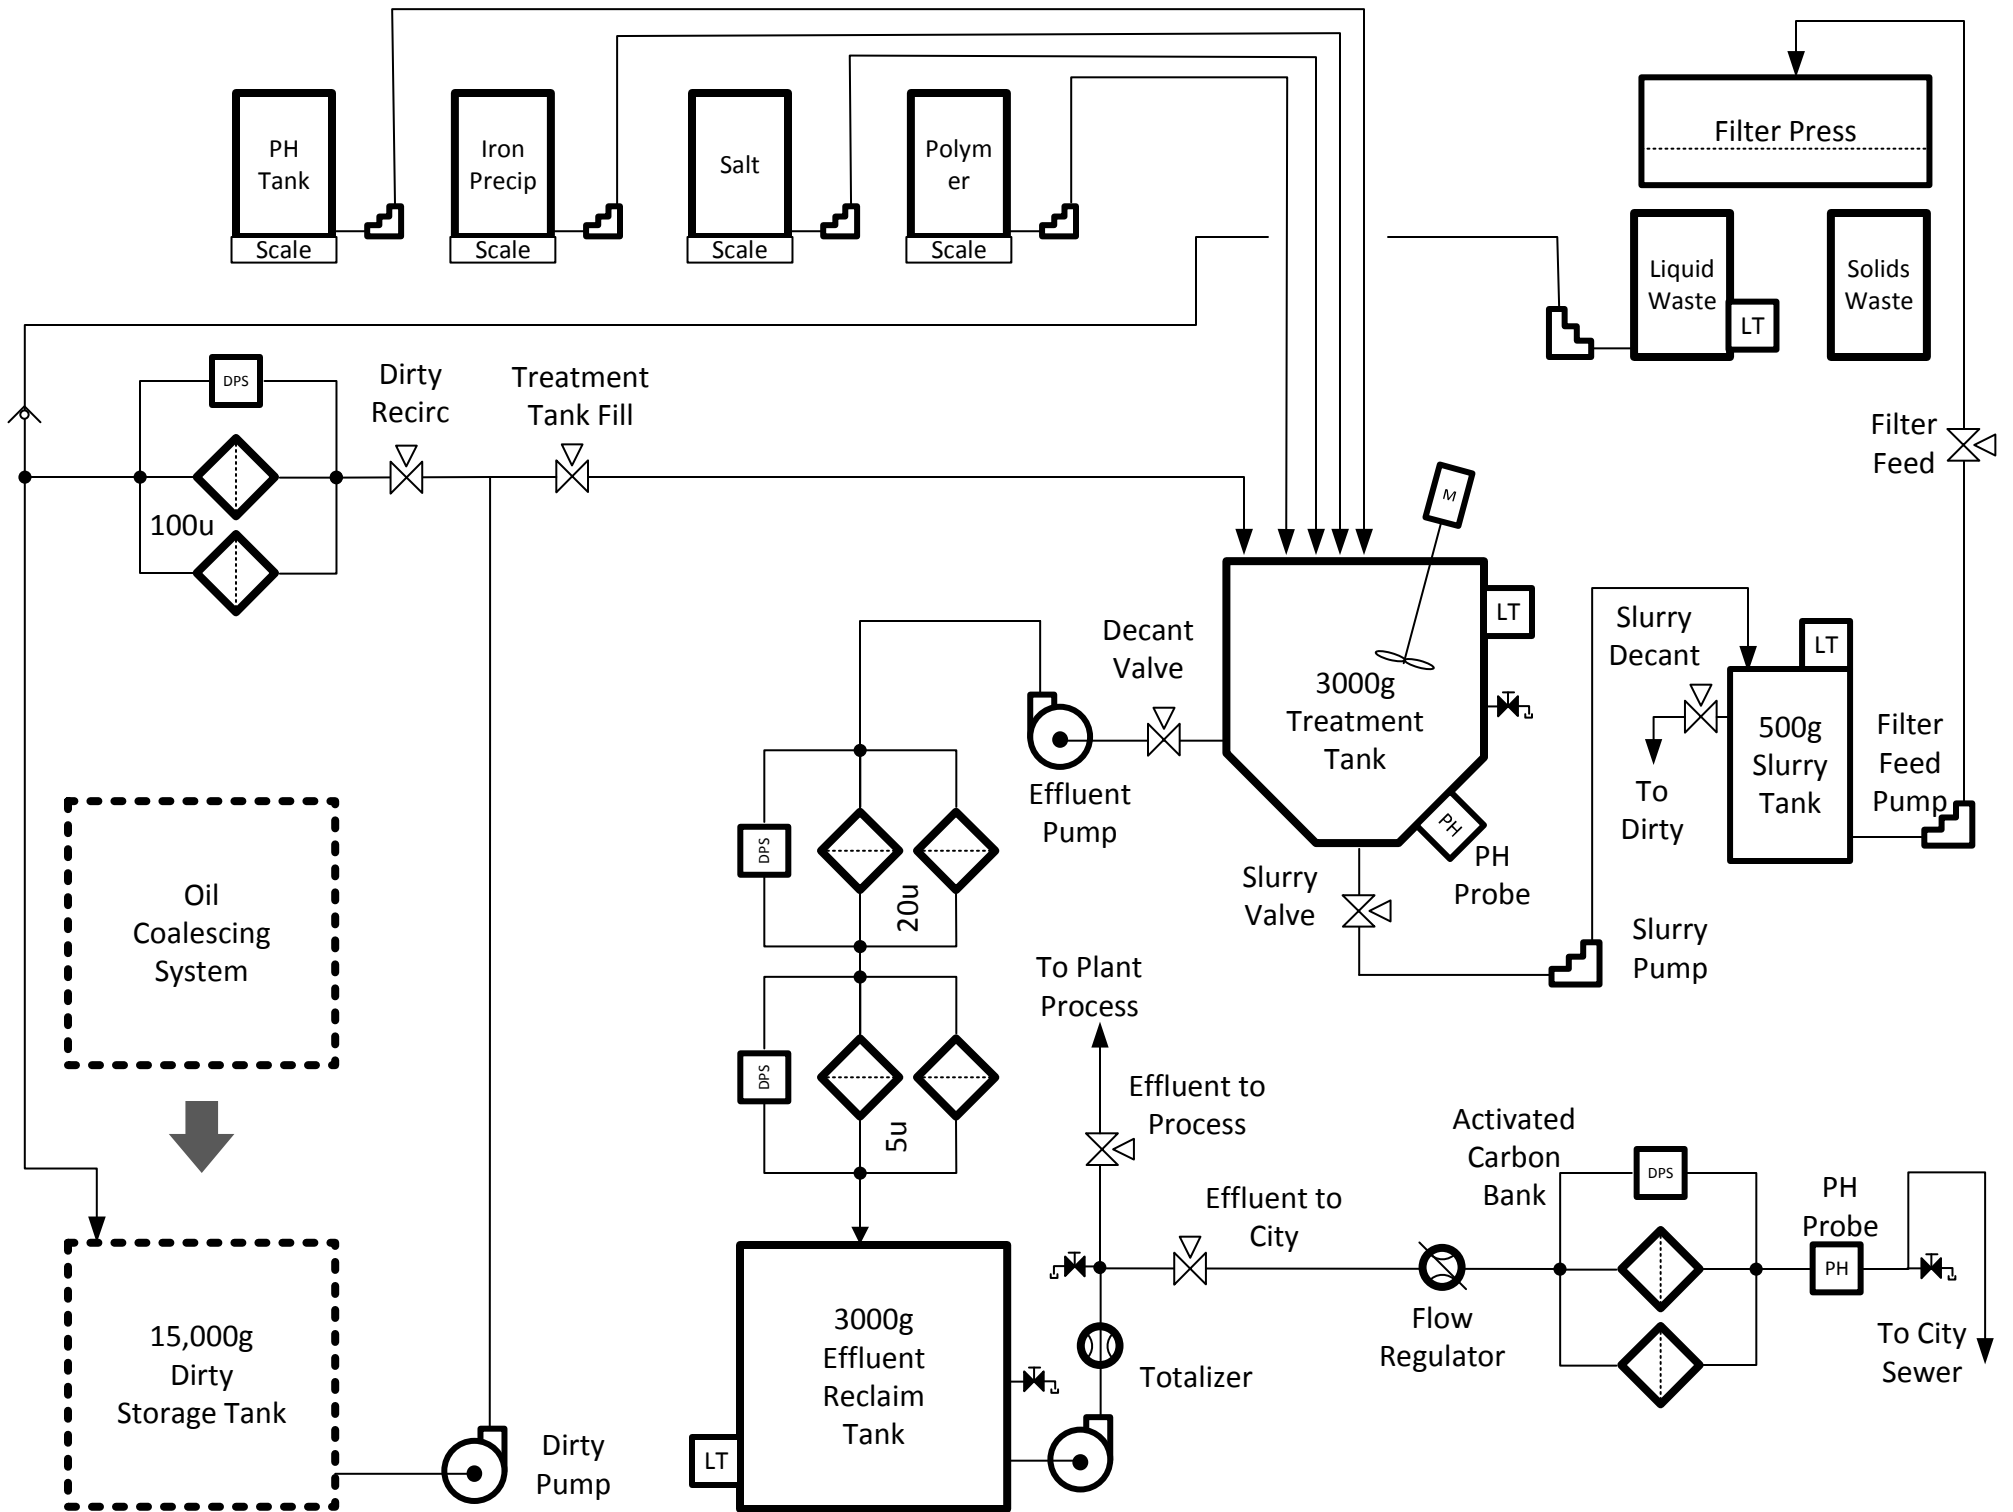 PH
Tank
Scale
Iron
Precip
Scale
Salt
Scale
Polym
er
Scale
Filter Press
Liquid
Waste
LT
Solids
Waste
DPS
100u
Dirty
Recirc
Treatment
Tank Fill
Filter
Feed
M
LT
3000g
Treatment
Tank
PH
PH
Probe
Decant
Valve
Effluent
Pump
Slurry
Valve
Slurry
Pump
Slurry
Decant
To
Dirty
LT
500g
Slurry
Tank
Filter
Feed
Pump
Oil
Coalescing
System
DPS
20u
DPS
5u
To Plant
Process
Effluent to
Process
Effluent to
City
Activated
Carbon
Bank
DPS
PH
Probe
PH
Flow
Regulator
To City
Sewer
Totalizer
15,000g
Dirty
Storage Tank
Dirty
Pump
3000g
Effluent
Reclaim
Tank
LT